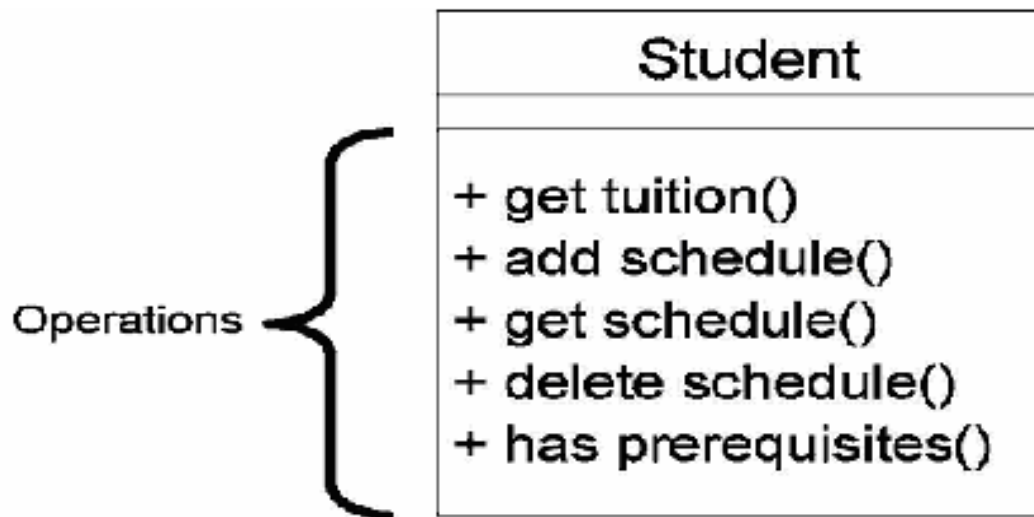 Student
+ get tuition()
+ add schedule()
Operations
+ get schedule()
+ delete schedule()
+ has prerequisites()